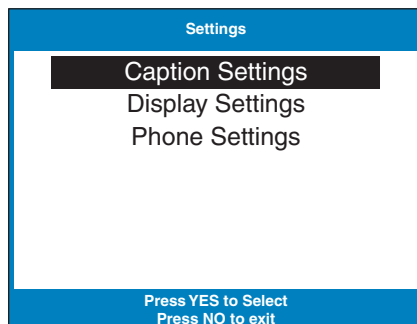 Settings
Caption Settings
Display Settings
Phone Settings
Press YES to Select
Press NO to exit